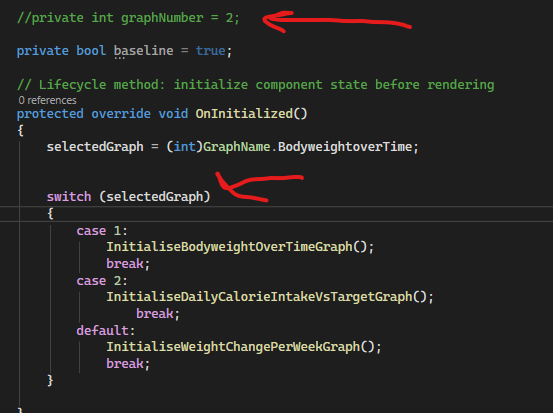 //private int graphNumber = 2;
private bool baseline = true;
// Lifecycle method: initialize component state before rendering
0 references
protected override void OnInitialized()
{
selectedGraph = (int)GraphName.BodyweightoverTime;
switch (selectedGraph)
{
case 1:
InitialiseBodyweightOverTimeGraph();
break;
case 2:
InitialiseDailyCalorieIntakeVsTargetGraph();
break;
default:
InitialiseWeightChangePerWeekGraph();
break;
}
}